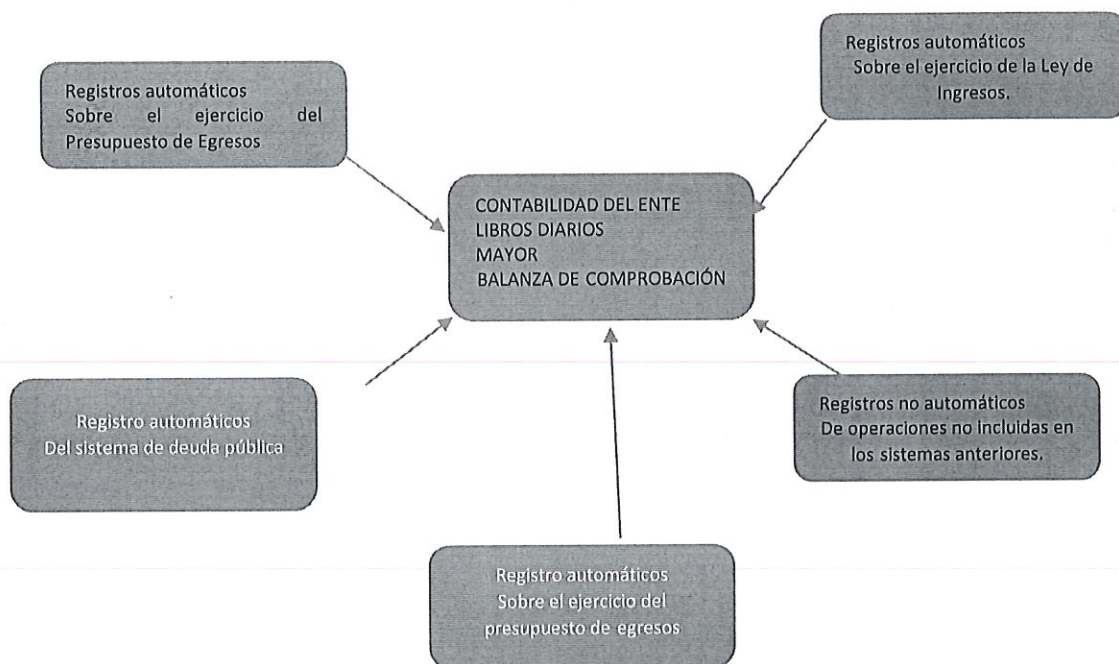 Registros automáticos
Sobre el ejercicio de la Ley de
Ingresos.
Registros automáticos
Sobre el ejercicio del
Presupuesto de Egresos
CONTABILIDAD DEL ENTE
LIBROS DIARIOS
MAYOR
BALANZA DE COMPROBACIÓN
Registro automáticos
Del sistema de deuda pública
Registros no automáticos
De operaciones no incluidas en
los sistemas anteriores.
Registro automáticos
Sobre el ejercicio del
presupuesto de egresos